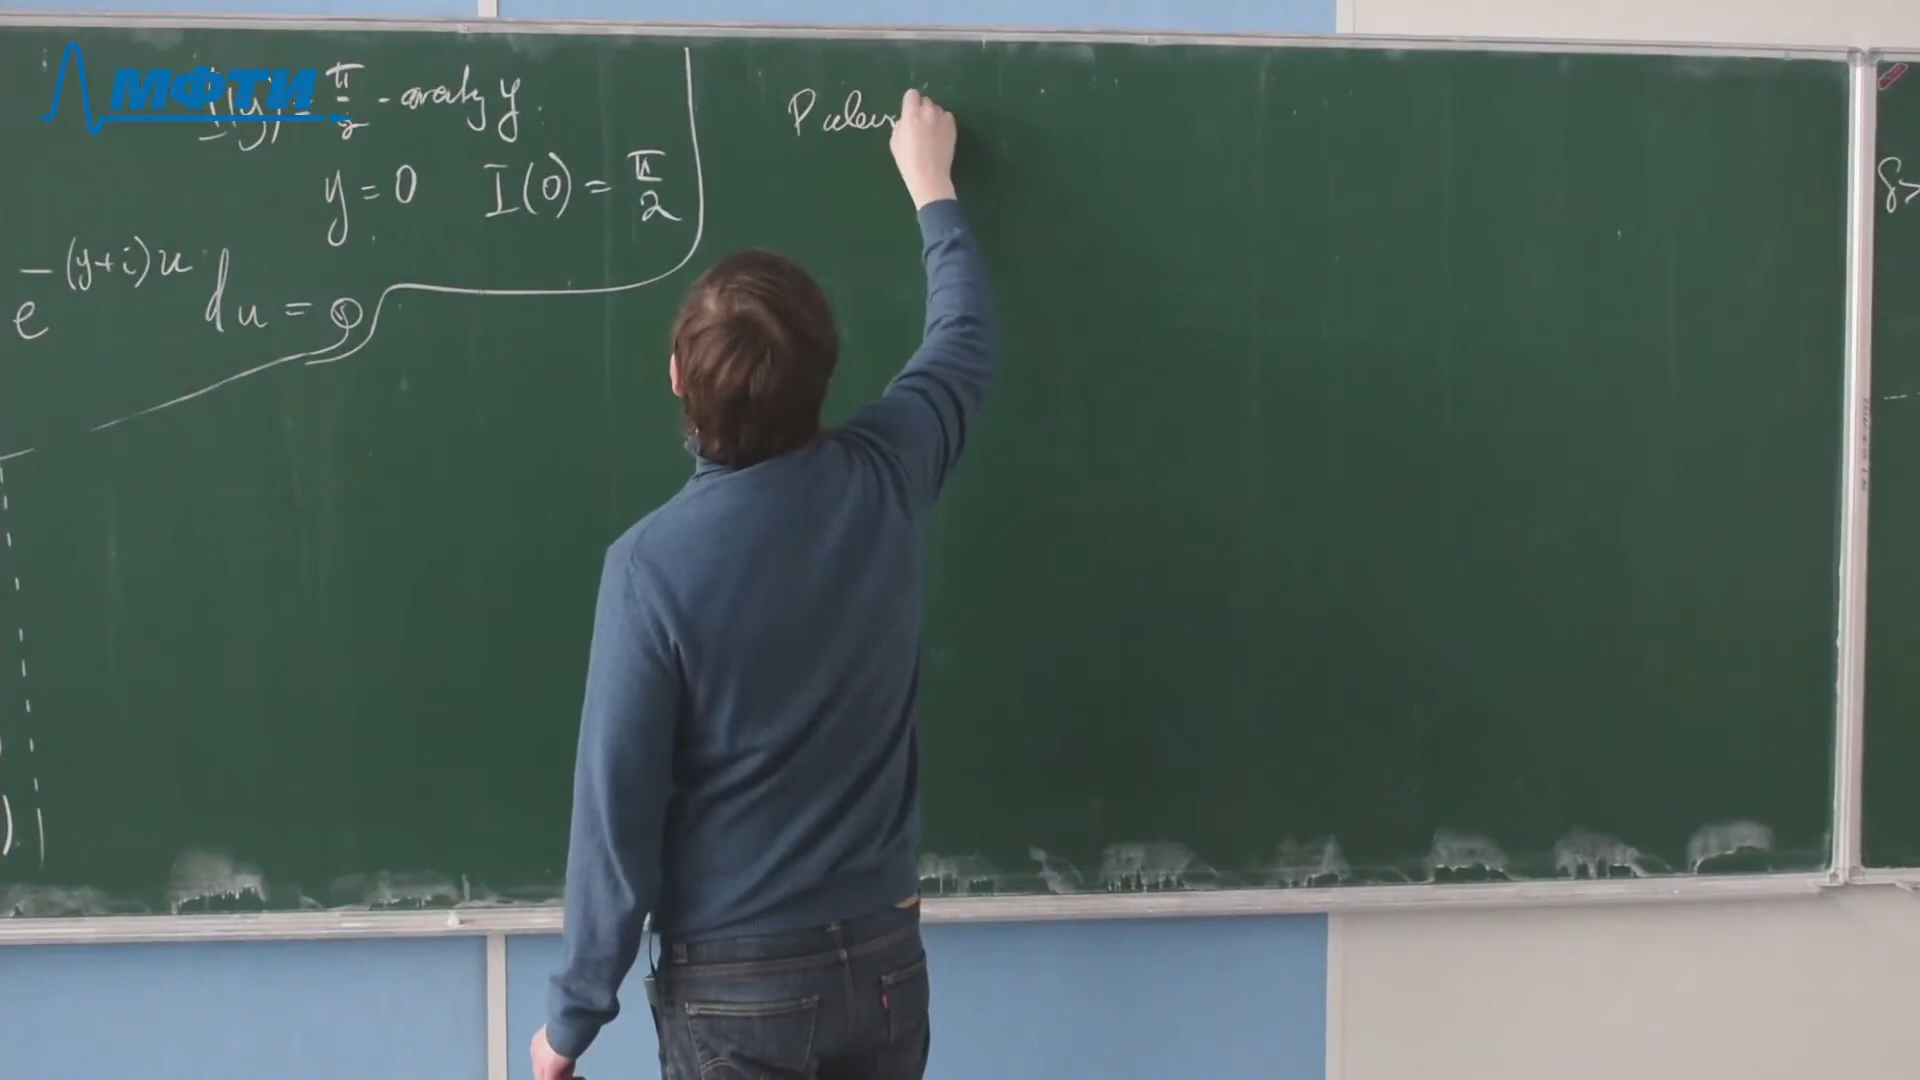 МФТИ
I(y) = π/2 - arctg y
y = 0 I(0) = π/2
e^{-(y+i)u} du =